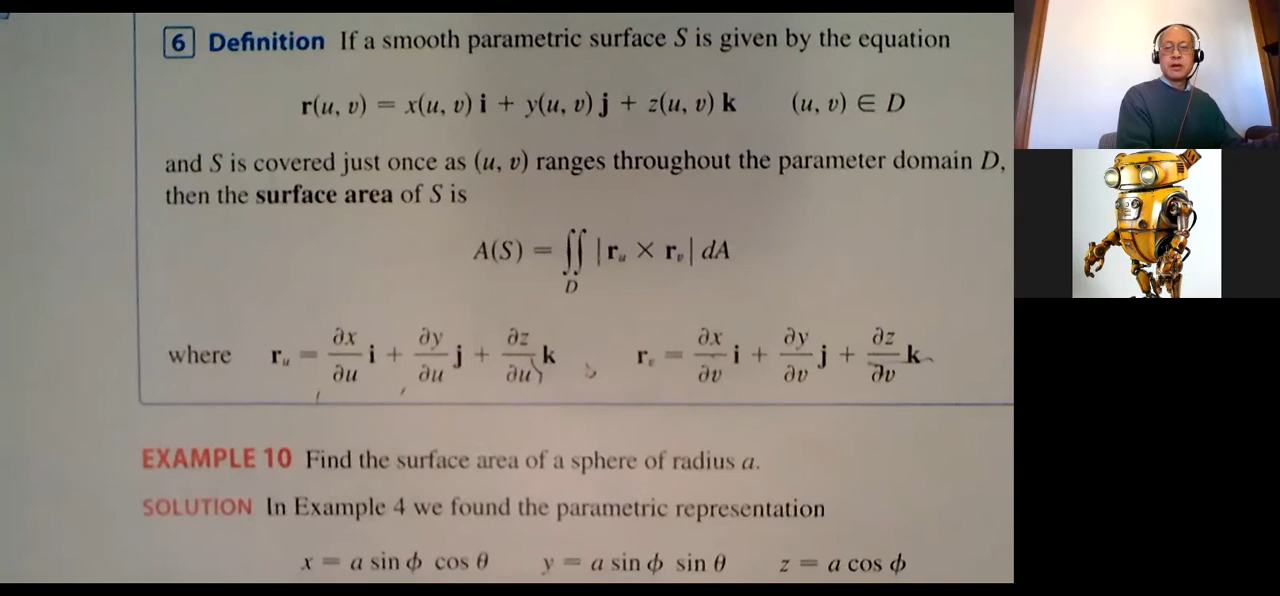 6 Definition If a smooth parametric surface S is given by the equation
r(u, v) = x(u, v) i + y(u, v) j + z(u, v) k (u, v) ∈ D
and S is covered just once as (u, v) ranges throughout the parameter domain D,
then the surface area of S is
A(S) = ∬_D |r_u × r_v| dA
where r_u = ∂x/∂u i + ∂y/∂u j + ∂z/∂u k r_v = ∂x/∂v i + ∂y/∂v j + ∂z/∂v k
EXAMPLE 10 Find the surface area of a sphere of radius a.
SOLUTION In Example 4 we found the parametric representation
x = a sin ϕ cos θ y = a sin ϕ sin θ z = a cos ϕ